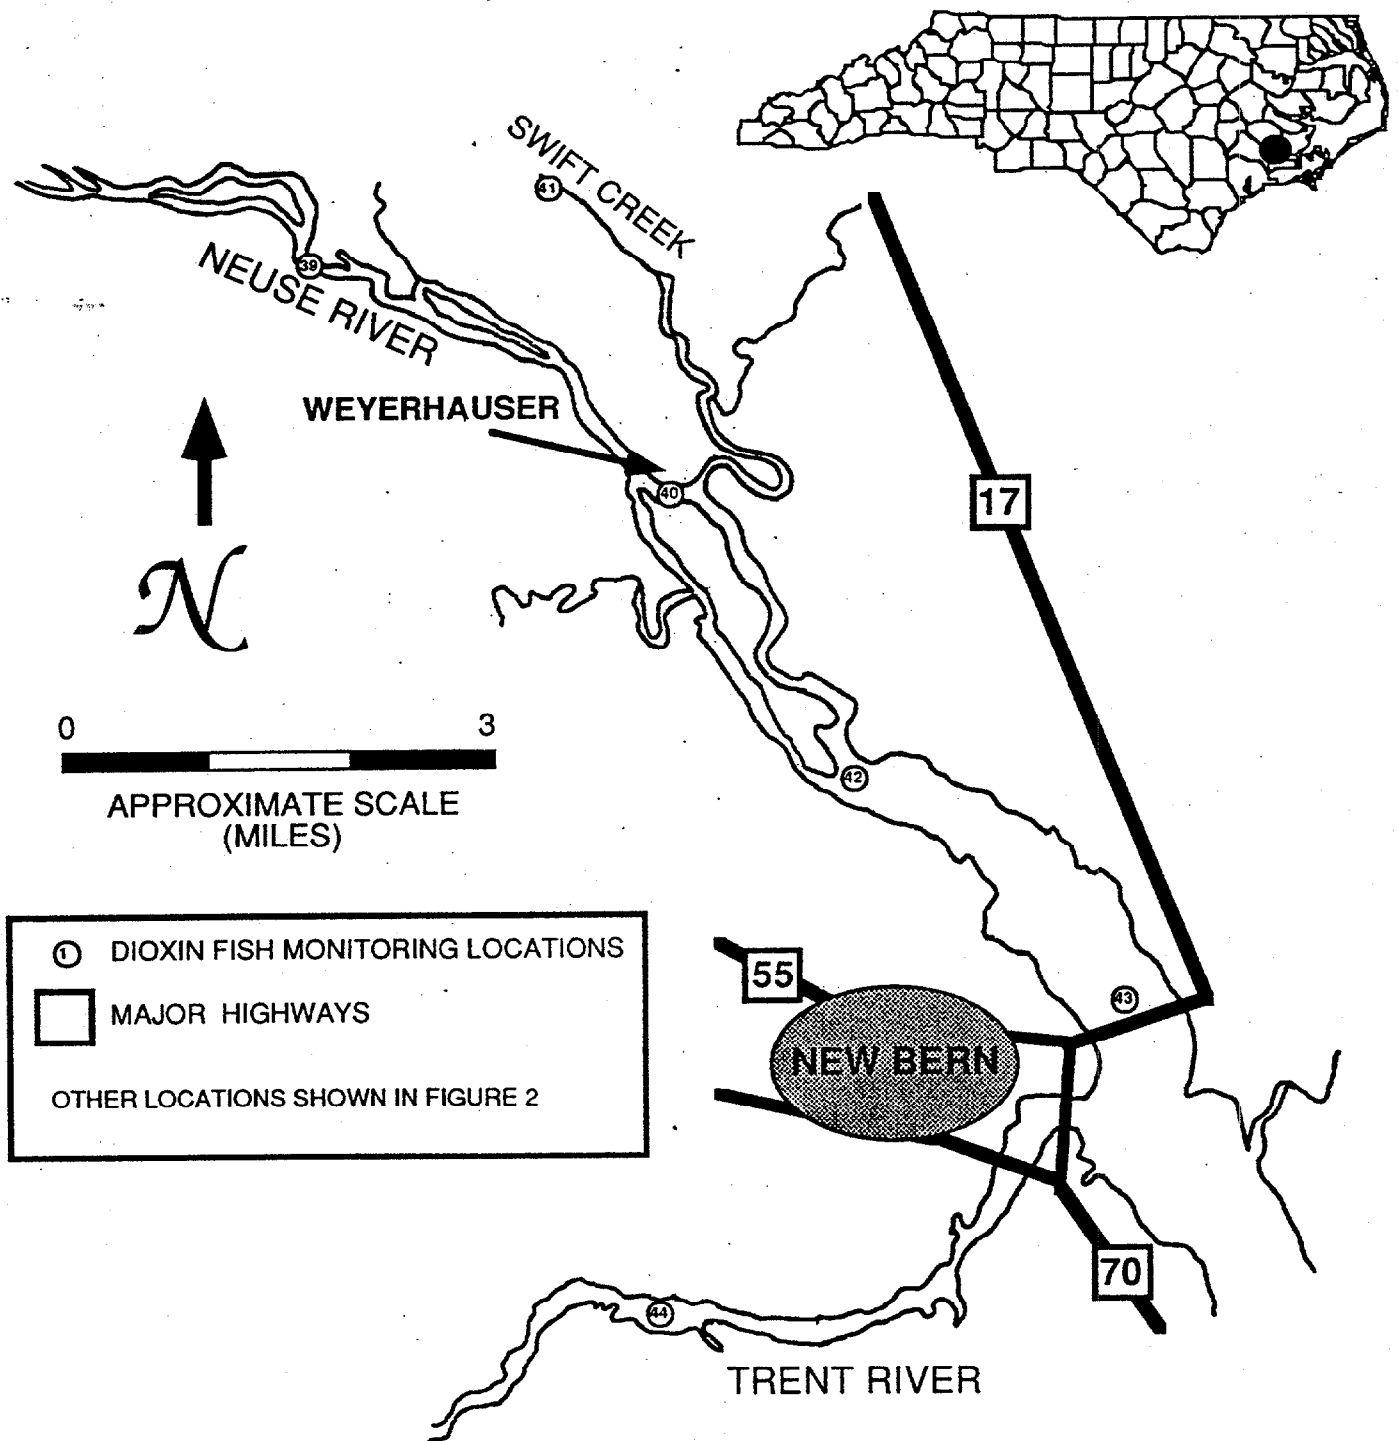 SWIFT CREEK
41
39
NEUSE RIVER
WEYERHAUSER
40
17
N
0 3
APPROXIMATE SCALE
(MILES)
42
1 DIOXIN FISH MONITORING LOCATIONS
MAJOR HIGHWAYS
OTHER LOCATIONS SHOWN IN FIGURE 2
55
43
NEW BERN
70
44
TRENT RIVER